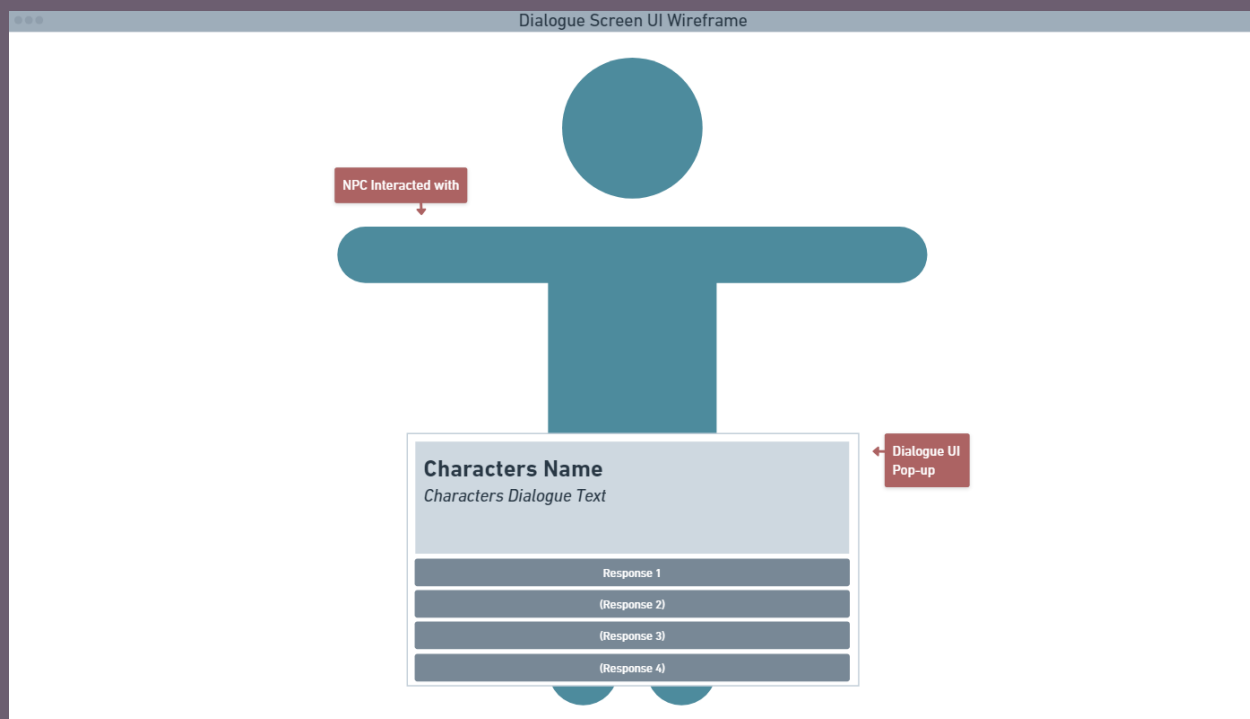 Dialogue Screen UI Wireframe
NPC Interacted with
Dialogue UI
Pop-up
Characters Name
Characters Dialogue Text
Response 1
(Response 2)
(Response 3)
(Response 4)